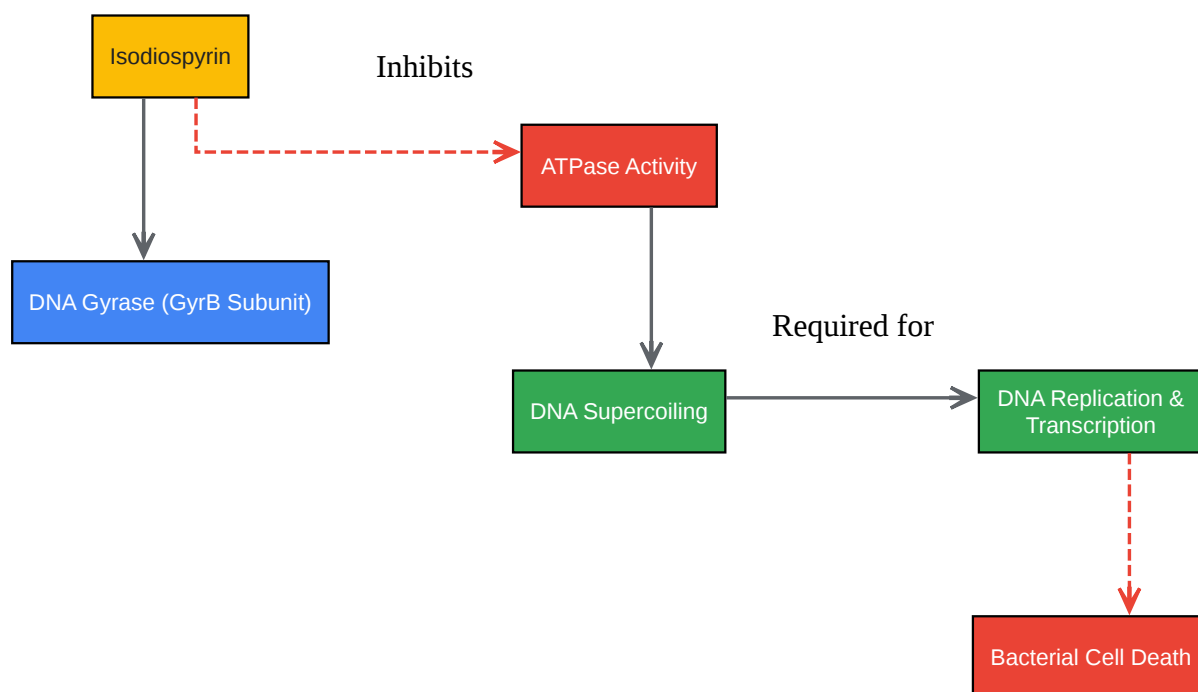 Isodiospyrin
Inhibits
ATPase Activity
DNA Gyrase (GyrB Subunit)
Required for
DNA Supercoiling
DNA Replication &
Transcription
Bacterial Cell Death